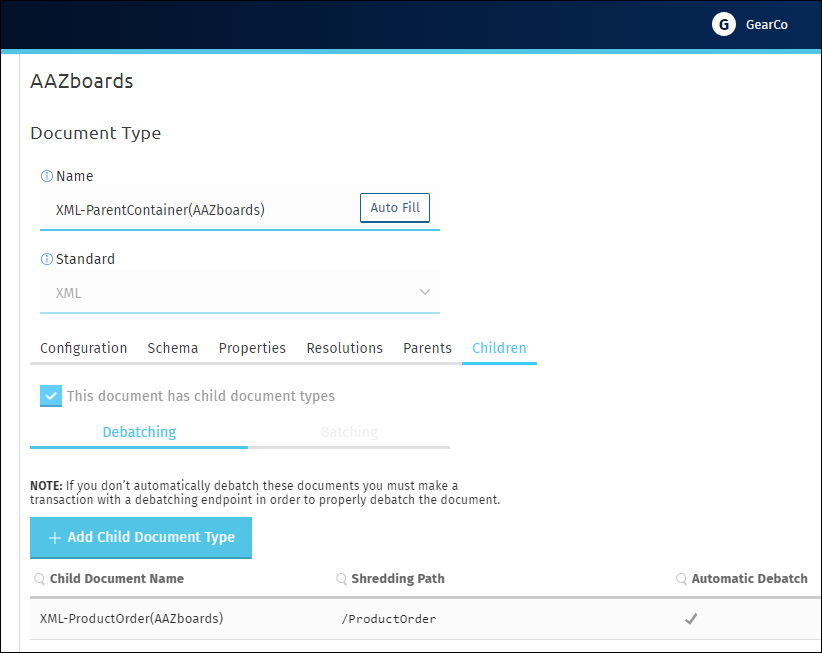 G GearCo
AAZboards
Document Type
Name
XML-ParentContainer(AAZboards) Auto Fill
Standard
XML
Configuration Schema Properties Resolutions Parents Children
This document has child document types
Debatching Batching
NOTE: If you don't automatically debatch these documents you must make a
transaction with a debatching endpoint in order to properly debatch the document.
+ Add Child Document Type
Child Document Name Shredding Path Automatic Debatch
XML-ProductOrder(AAZboards) /ProductOrder